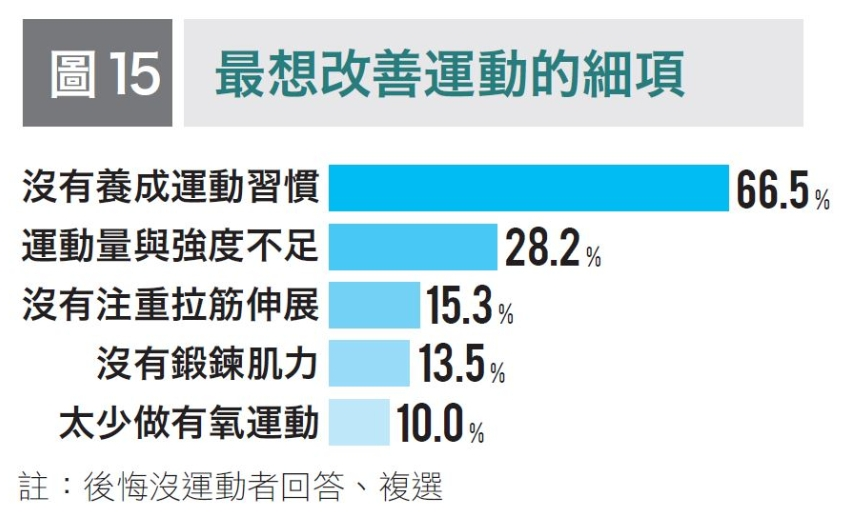 圖 15 最想改善運動的細項
沒有養成運動習慣 66.5%
運動量與強度不足 28.2%
沒有注重拉筋伸展 15.3%
沒有鍛鍊肌力 13.5%
太少做有氧運動 10.0%
註：後悔沒運動者回答、複選